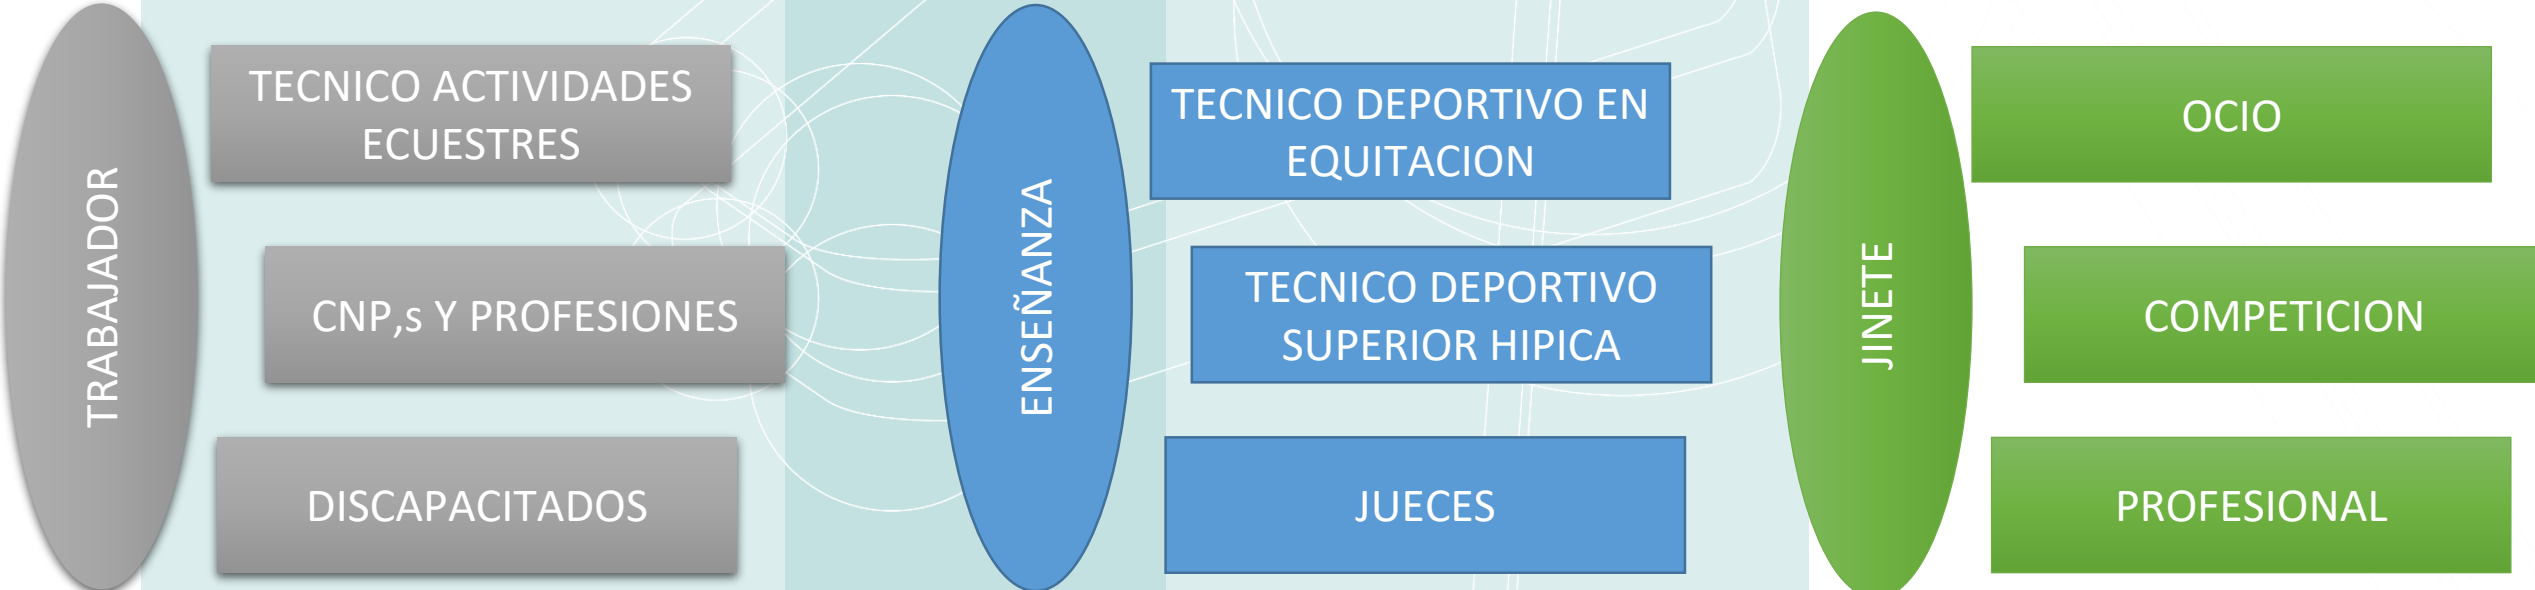 TRABAJADOR
TECNICO ACTIVIDADES
ECUESTRES
CNP,s Y PROFESIONES
DISCAPACITADOS
ENSEÑANZA
TECNICO DEPORTIVO EN
EQUITACION
TECNICO DEPORTIVO
SUPERIOR HIPICA
JUECES
JINETE
OCIO
COMPETICION
PROFESIONAL